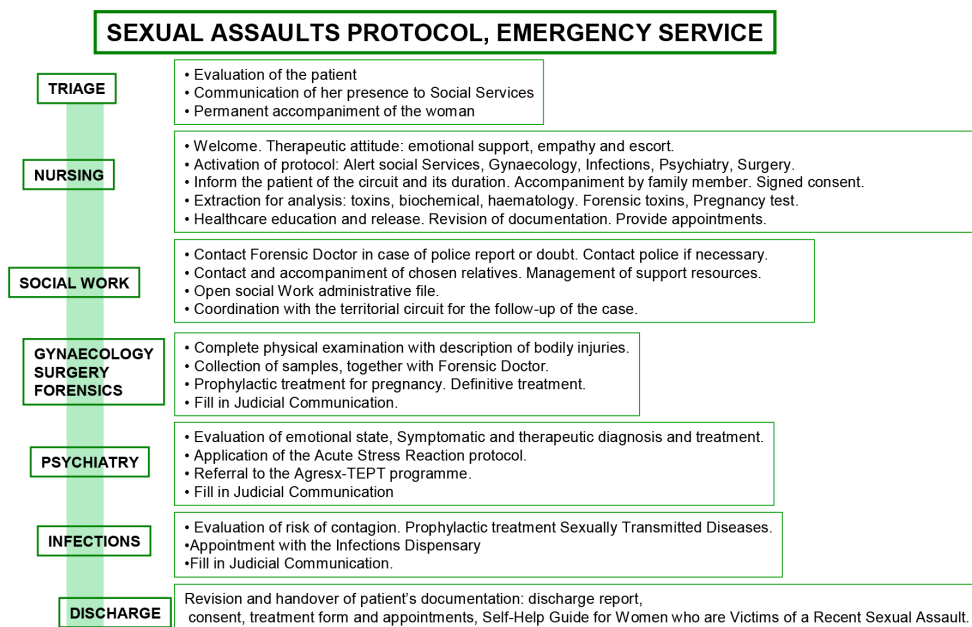 SEXUAL ASSAULTS PROTOCOL, EMERGENCY SERVICE
TRIAGE
• Evaluation of the patient
• Communication of her presence to Social Services
• Permanent accompaniment of the woman
NURSING
• Welcome. Therapeutic attitude: emotional support, empathy and escort.
• Activation of protocol: Alert social Services, Gynaecology, Infections, Psychiatry, Surgery.
• Inform the patient of the circuit and its duration. Accompaniment by family member. Signed consent.
• Extraction for analysis: toxins, biochemical, haematology. Forensic toxins, Pregnancy test.
• Healthcare education and release. Revision of documentation. Provide appointments.
SOCIAL WORK
• Contact Forensic Doctor in case of police report or doubt. Contact police if necessary.
• Contact and accompaniment of chosen relatives. Management of support resources.
• Open social Work administrative file.
• Coordination with the territorial circuit for the follow-up of the case.
GYNAECOLOGY
SURGERY
FORENSICS
• Complete physical examination with description of bodily injuries.
• Collection of samples, together with Forensic Doctor.
• Prophylactic treatment for pregnancy. Definitive treatment.
• Fill in Judicial Communication.
PSYCHIATRY
• Evaluation of emotional state, Symptomatic and therapeutic diagnosis and treatment.
• Application of the Acute Stress Reaction protocol.
• Referral to the Agresx-TEPT programme.
• Fill in Judicial Communication
INFECTIONS
• Evaluation of risk of contagion. Prophylactic treatment Sexually Transmitted Diseases.
•Appointment with the Infections Dispensary
•Fill in Judicial Communication.
DISCHARGE
Revision and handover of patient’s documentation: discharge report,
consent, treatment form and appointments, Self-Help Guide for Women who are Victims of a Recent Sexual Assault.